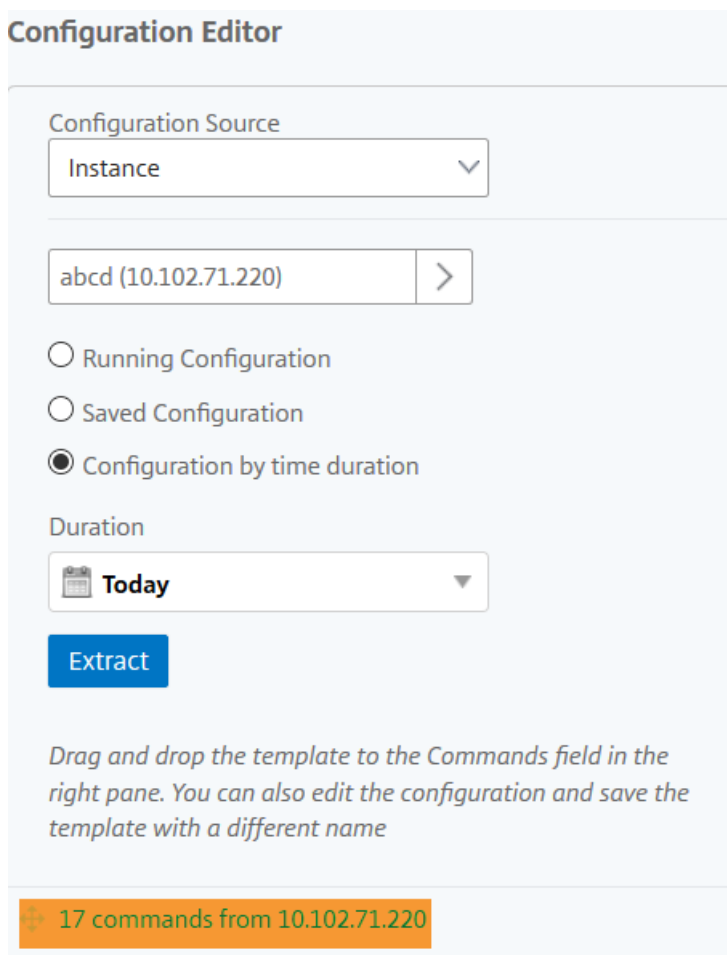 Configuration Editor
Configuration Source
Instance
abcd (10.102.71.220)
Running Configuration
Saved Configuration
Configuration by time duration
Duration
Today
Extract
Drag and drop the template to the Commands field in the
right pane. You can also edit the configuration and save the
template with a different name
17 commands from 10.102.71.220